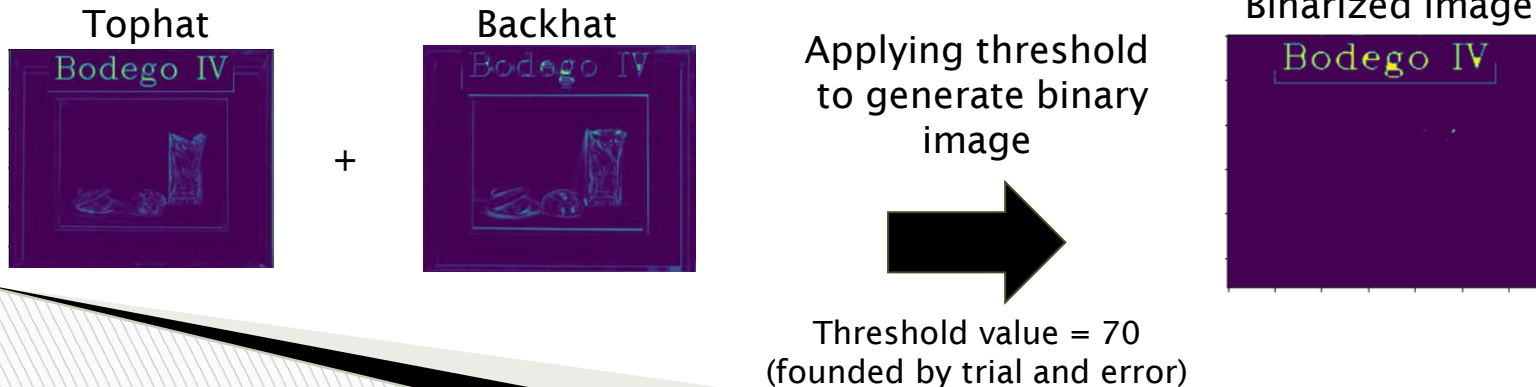 Tophat
Bodego IV
+
Backhat
Bodego IV
Applying threshold
to generate binary
image
Threshold value = 70
(founded by trial and error)
Binarized image
Bodego IV